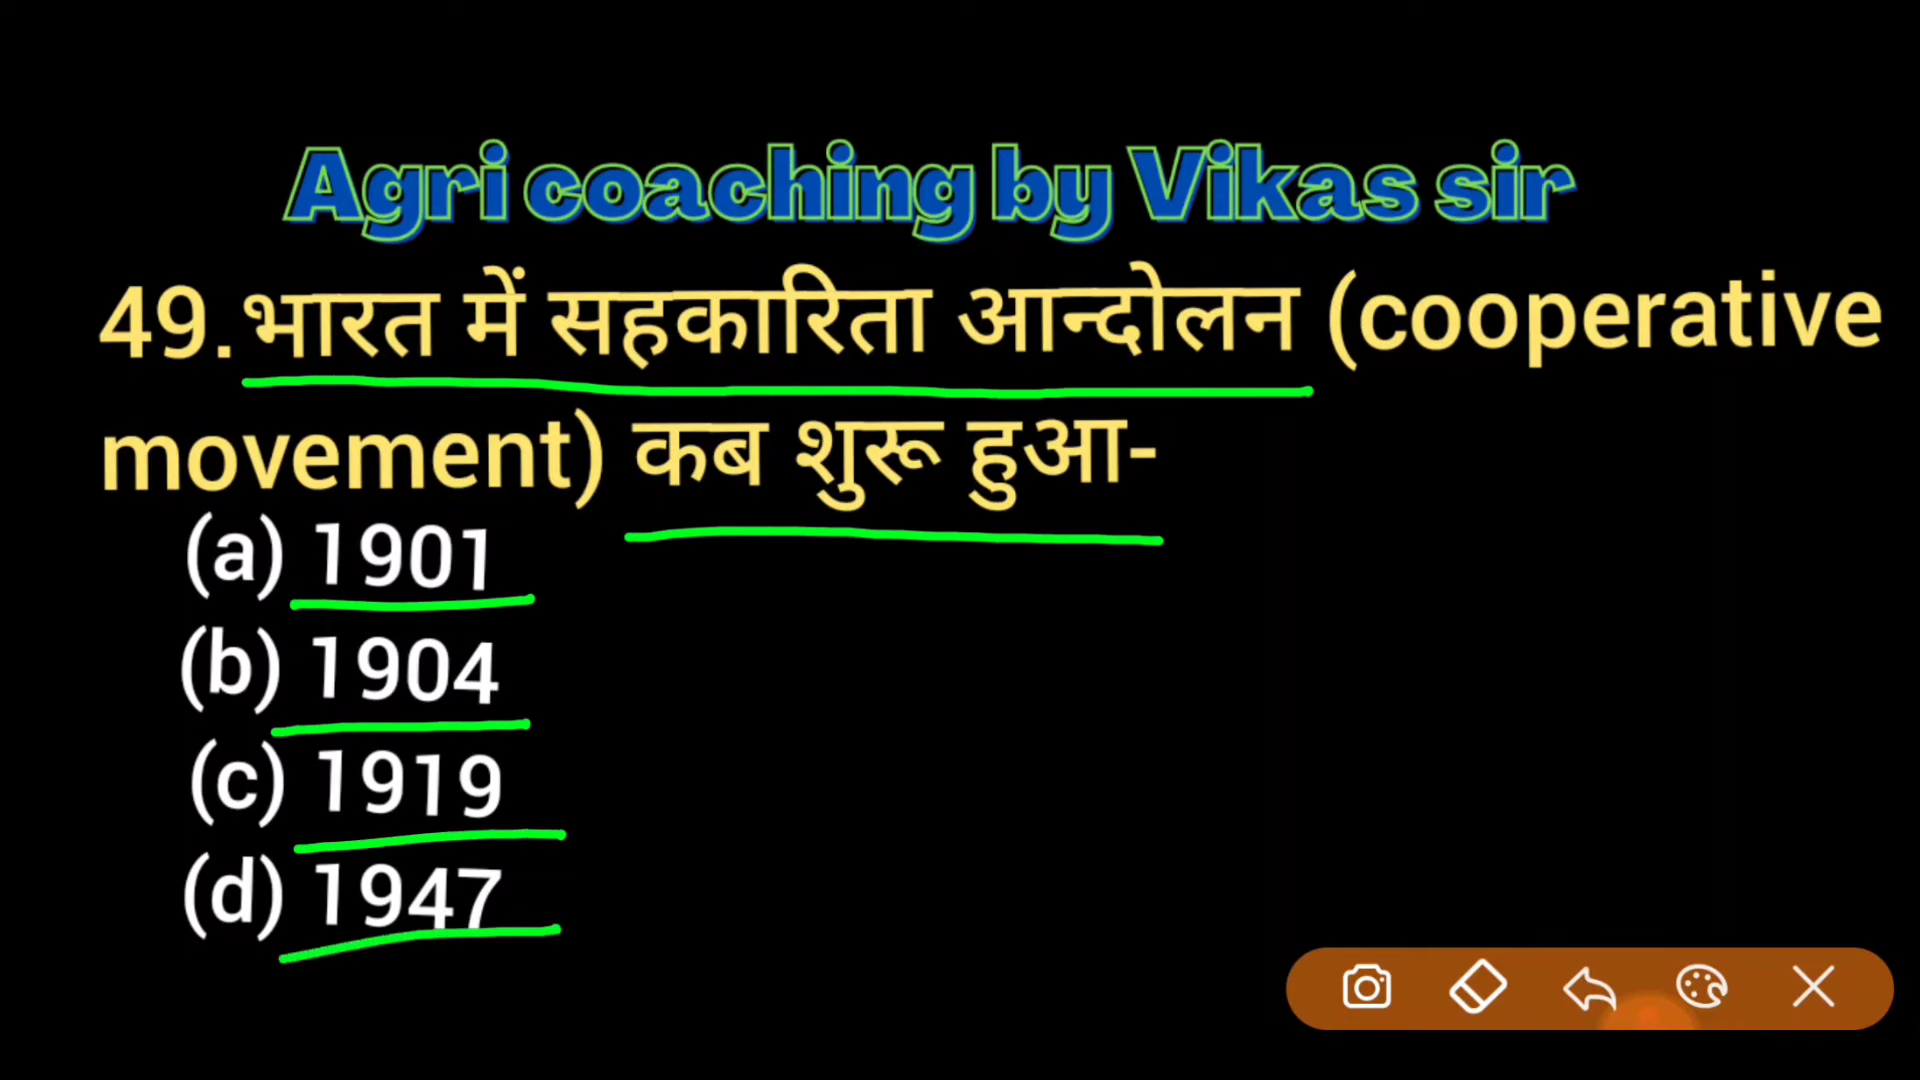 Agri coaching by Vikas sir
49.भारत में सहकारिता आन्दोलन (cooperative
movement) कब शुरू हुआ-
(a) 1901
(b) 1904
(c) 1919
(d) 1947